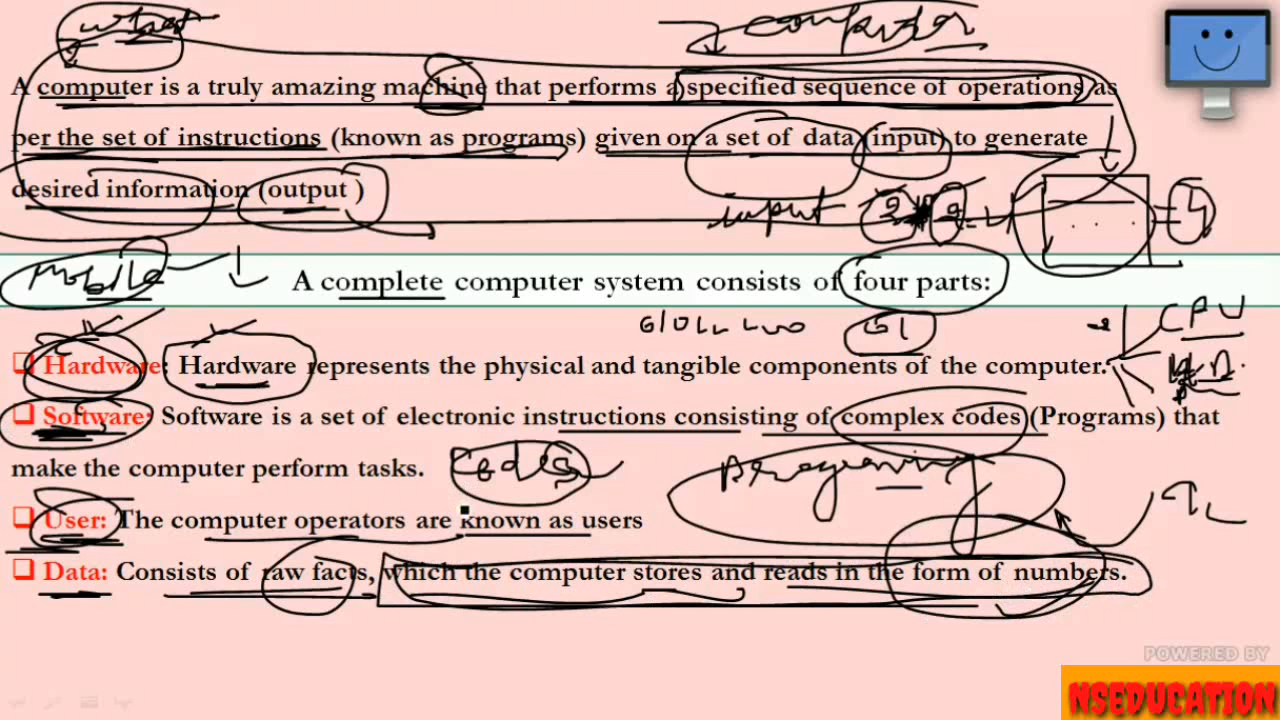 what
computer
A computer is a truly amazing machine that performs a specified sequence of operations as
per the set of instructions (known as programs) given on a set of data (input) to generate
desired information (output )
input
4
Mobile
A complete computer system consists of four parts:
01
CPU
❑ Hardware: Hardware represents the physical and tangible components of the computer.
❑ Software: Software is a set of electronic instructions consisting of complex codes (Programs) that
make the computer perform tasks.
Codes
❑ User: The computer operators are known as users
❑ Data: Consists of raw facts, which the computer stores and reads in the form of numbers.
POWERED BY
NSEDUCATION